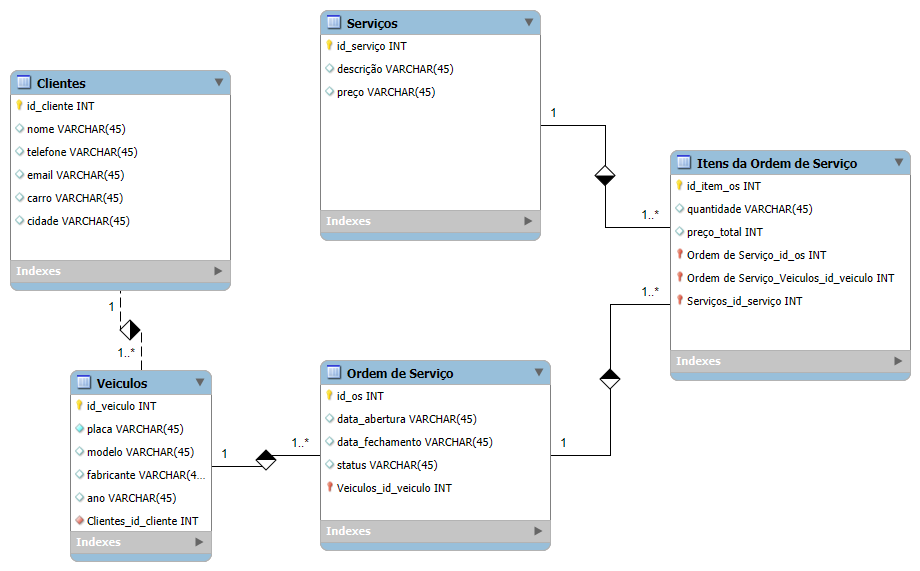 Serviços
id_serviço INT
descrição VARCHAR(45)
preço VARCHAR(45)
Indexes
Clientes
id_cliente INT
nome VARCHAR(45)
telefone VARCHAR(45)
email VARCHAR(45)
carro VARCHAR(45)
cidade VARCHAR(45)
Indexes
Itens da Ordem de Serviço
id_item_os INT
quantidade VARCHAR(45)
preço_total INT
Ordem de Serviço_id_os INT
Ordem de Serviço_Veiculos_id_veiculo INT
Serviços_id_serviço INT
Indexes
1
1..*
1
1..*
Veiculos
id_veiculo INT
placa VARCHAR(45)
modelo VARCHAR(45)
fabricante VARCHAR(4...
ano VARCHAR(45)
Clientes_id_cliente INT
Indexes
1
1..*
Ordem de Serviço
id_os INT
data_abertura VARCHAR(45)
data_fechamento VARCHAR(45)
status VARCHAR(45)
Veiculos_id_veiculo INT
Indexes
1
1..*